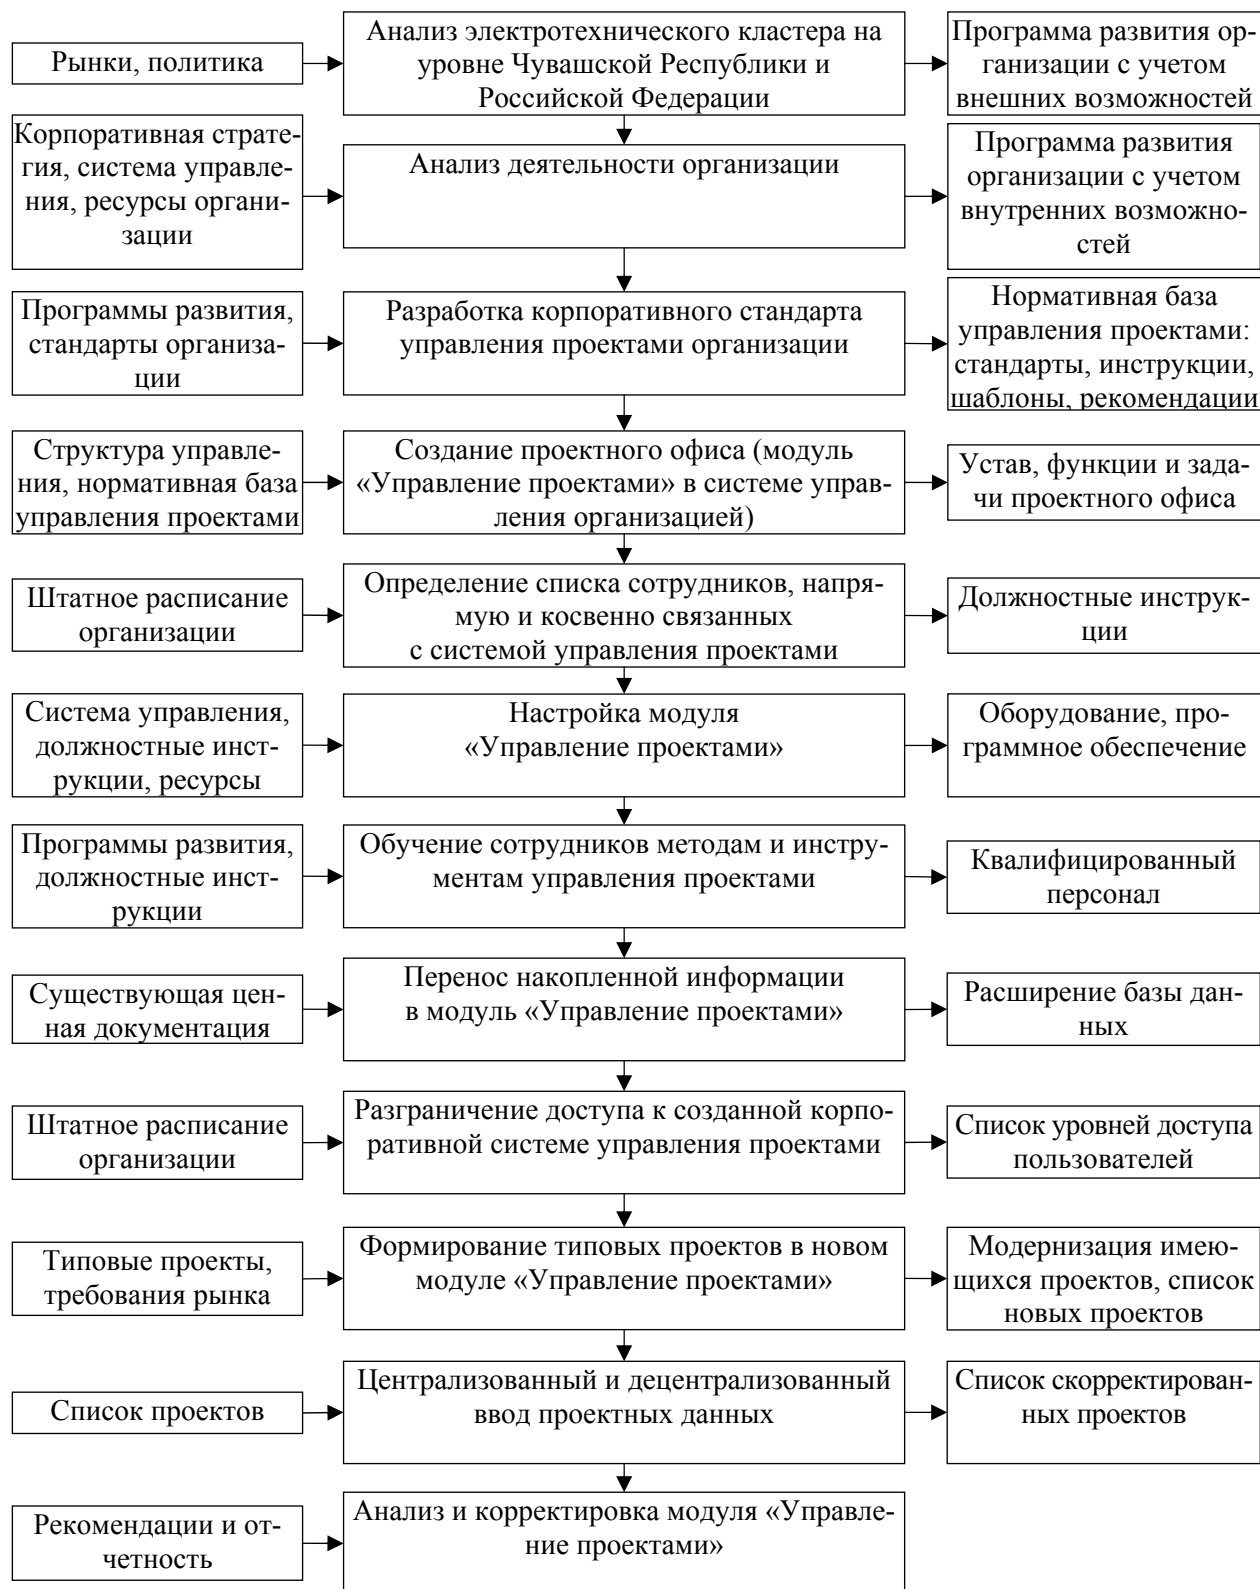 Рынки, политика
Анализ электротехнического кластера на
уровне Чувашской Республики и
Российской Федерации
Программа развития ор-
ганизации с учетом
внешних возможностей
Корпоративная страте-
гия, система управле-
ния, ресурсы органи-
зации
Анализ деятельности организации
Программа развития
организации с учетом
внутренних возможно-
стей
Программы развития,
стандарты организа-
ции
Разработка корпоративного стандарта
управления проектами организации
Нормативная база
управления проектами:
стандарты, инструкции,
шаблоны, рекомендации
Структура управле-
ния, нормативная база
управления проектами
Создание проектного офиса (модуль
«Управление проектами» в системе управ-
ления организацией)
Устав, функции и зада-
чи проектного офиса
Штатное расписание
организации
Определение списка сотрудников, напря-
мую и косвенно связанных
с системой управления проектами
Должностные инструк-
ции
Система управления,
должностные инст-
рукции, ресурсы
Настройка модуля
«Управление проектами»
Оборудование, про-
граммное обеспечение
Программы развития,
должностные инст-
рукции
Обучение сотрудников методам и инстру-
ментам управления проектами
Квалифицированный
персонал
Существующая цен-
ная документация
Перенос накопленной информации
в модуль «Управление проектами»
Расширение базы дан-
ных
Штатное расписание
организации
Разграничение доступа к созданной корпо-
ративной системе управления проектами
Список уровней доступа
пользователей
Типовые проекты,
требования рынка
Формирование типовых проектов в новом
модуле «Управление проектами»
Модернизация имею-
щихся проектов, список
новых проектов
Список проектов
Централизованный и децентрализованный
ввод проектных данных
Список скорректирован-
ных проектов
Рекомендации и от-
четность
Анализ и корректировка модуля «Управле-
ние проектами»